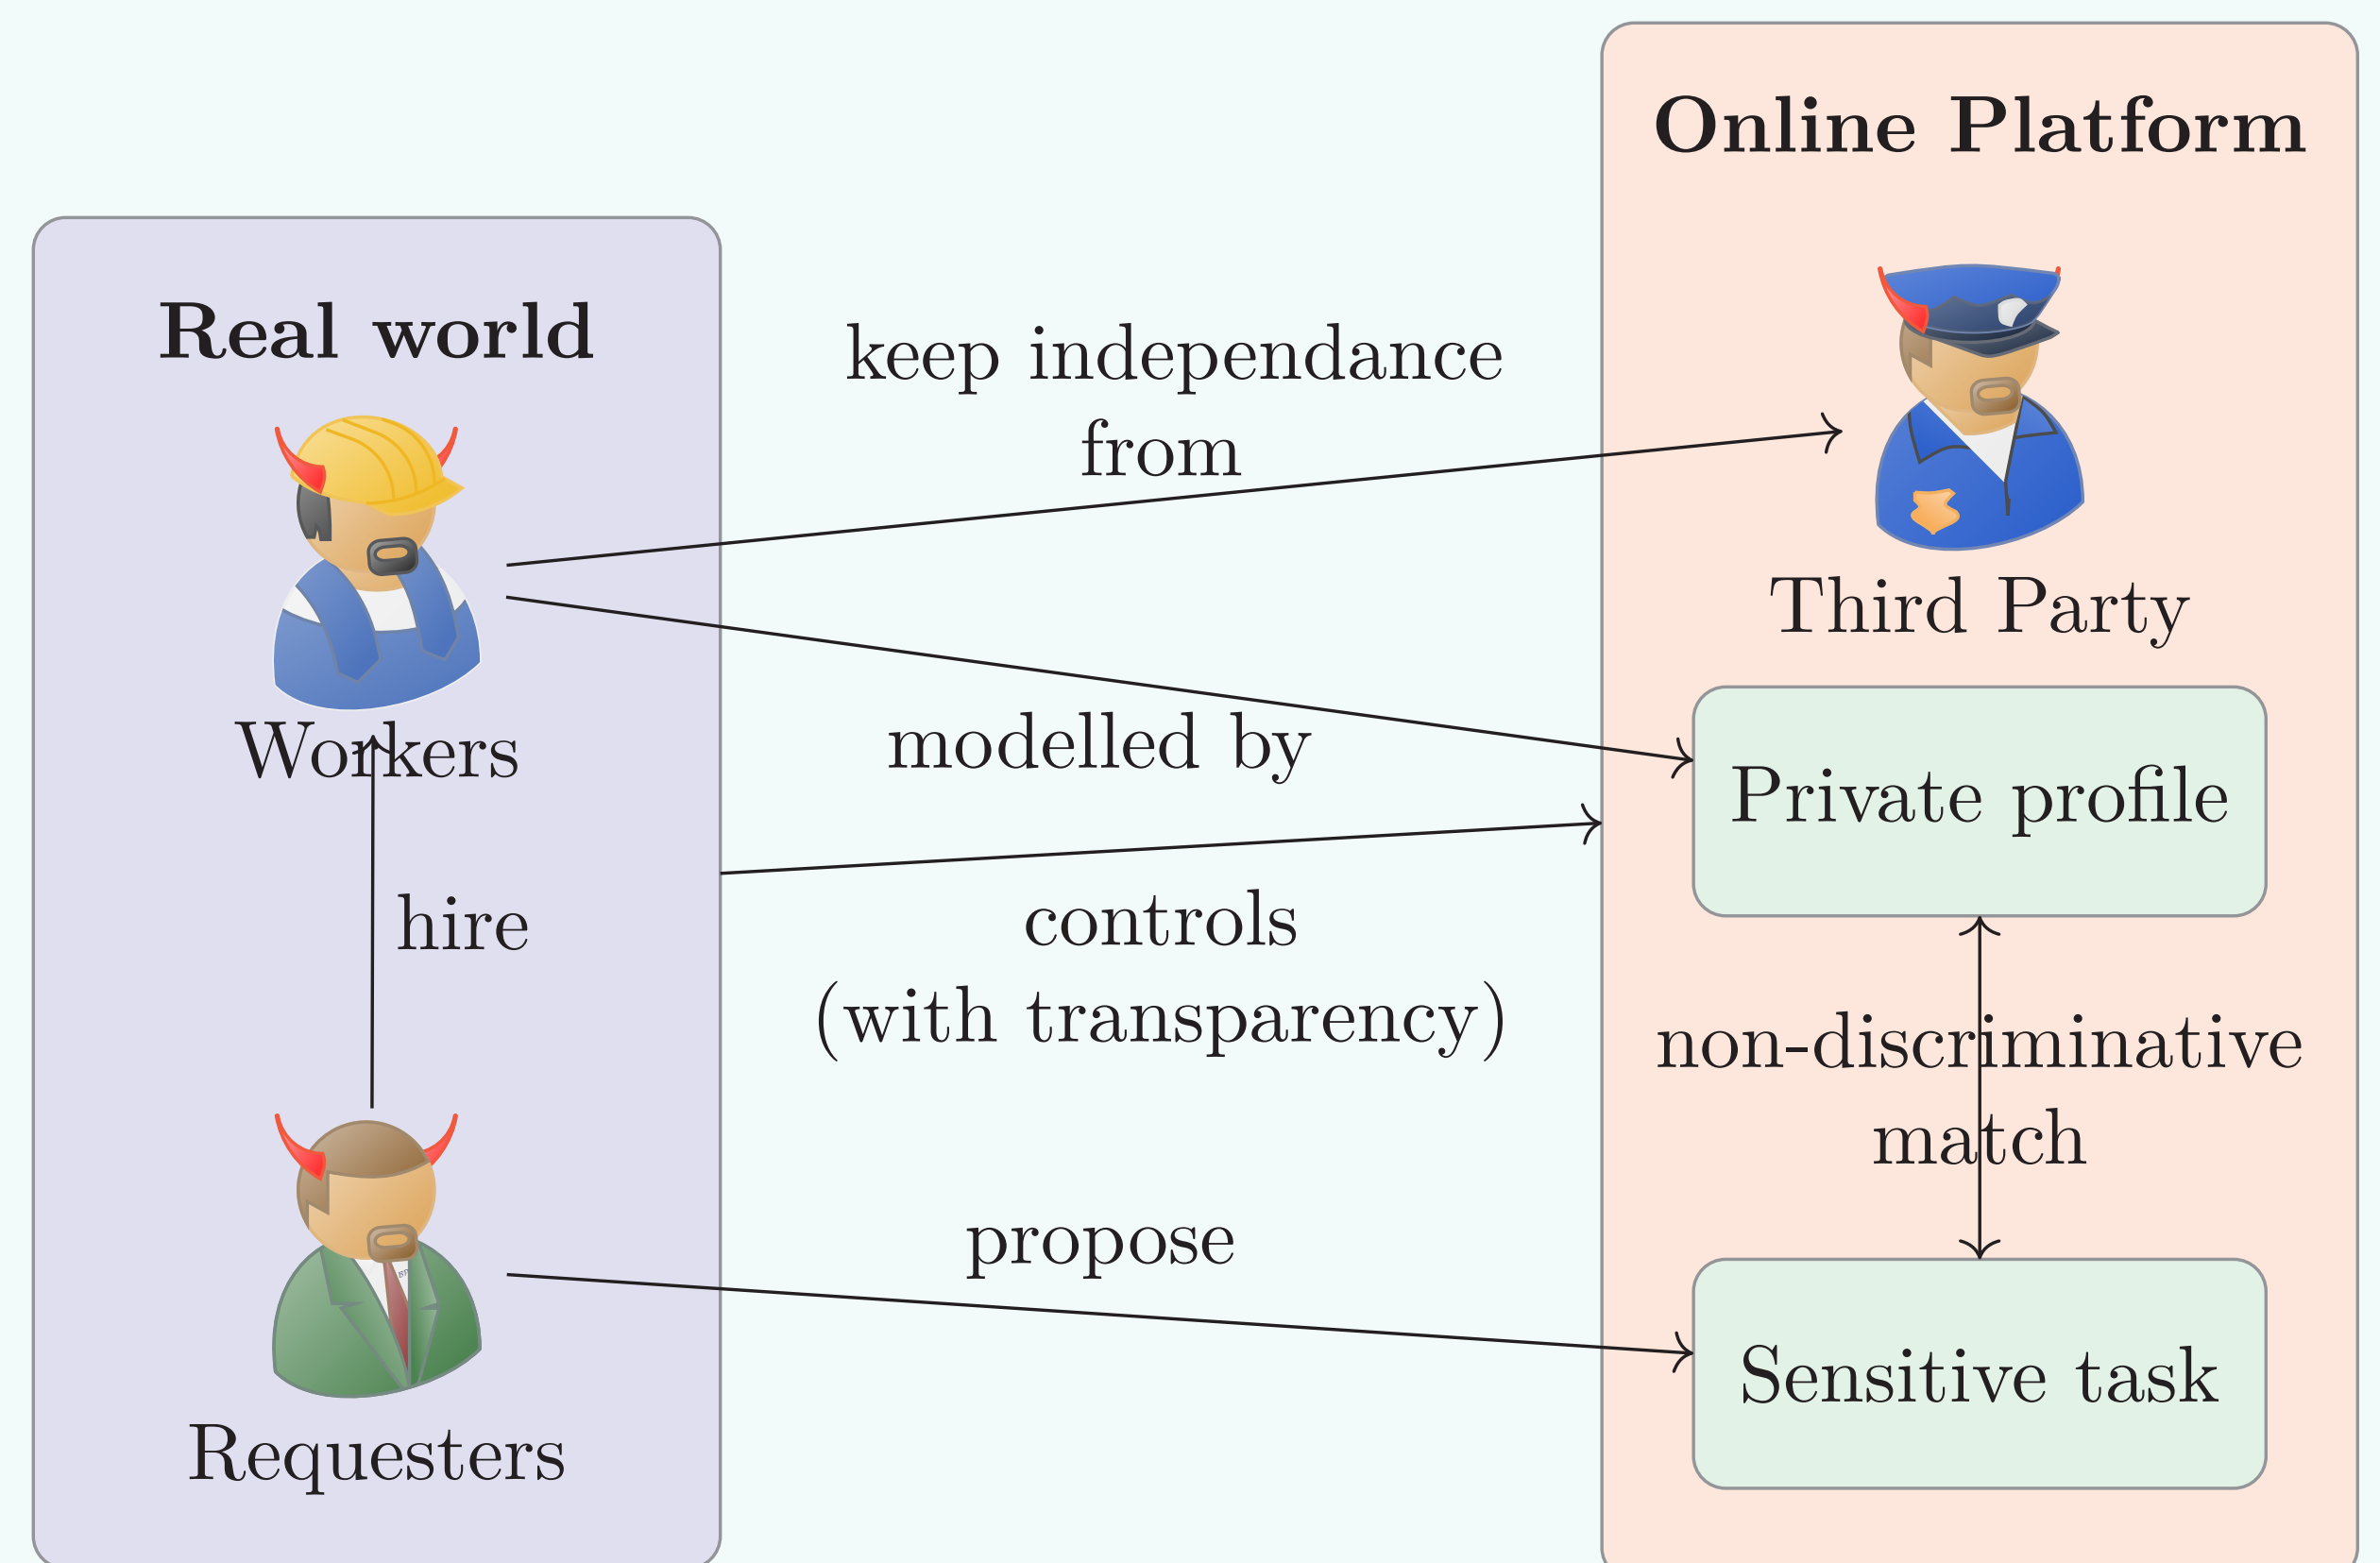 Online Platform
Real world
keep independance
from
Third Party
Workers
modelled by
Private profile
hire
controls
(with transparency)
non-discriminative
match
propose
Sensitive task
Requesters